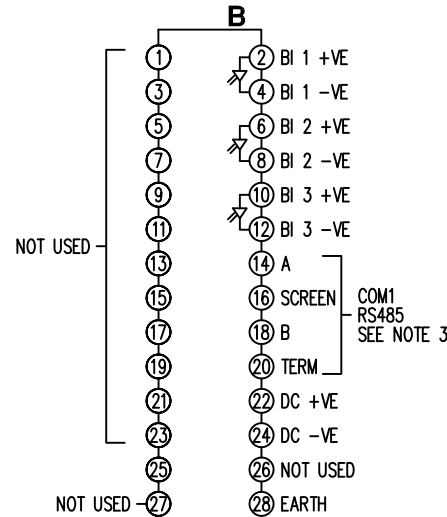 B
1 2 BI 1 +VE
3 4 BI 1 -VE
5 6 BI 2 +VE
7 8 BI 2 -VE
9 10 BI 3 +VE
11 12 BI 3 -VE
NOT USED
13 14 A
15 16 SCREEN
17 18 B
19 20 TERM
COM1
RS485
SEE NOTE 3
21 22 DC +VE
23 24 DC -VE
25 26 NOT USED
NOT USED 27 28 EARTH